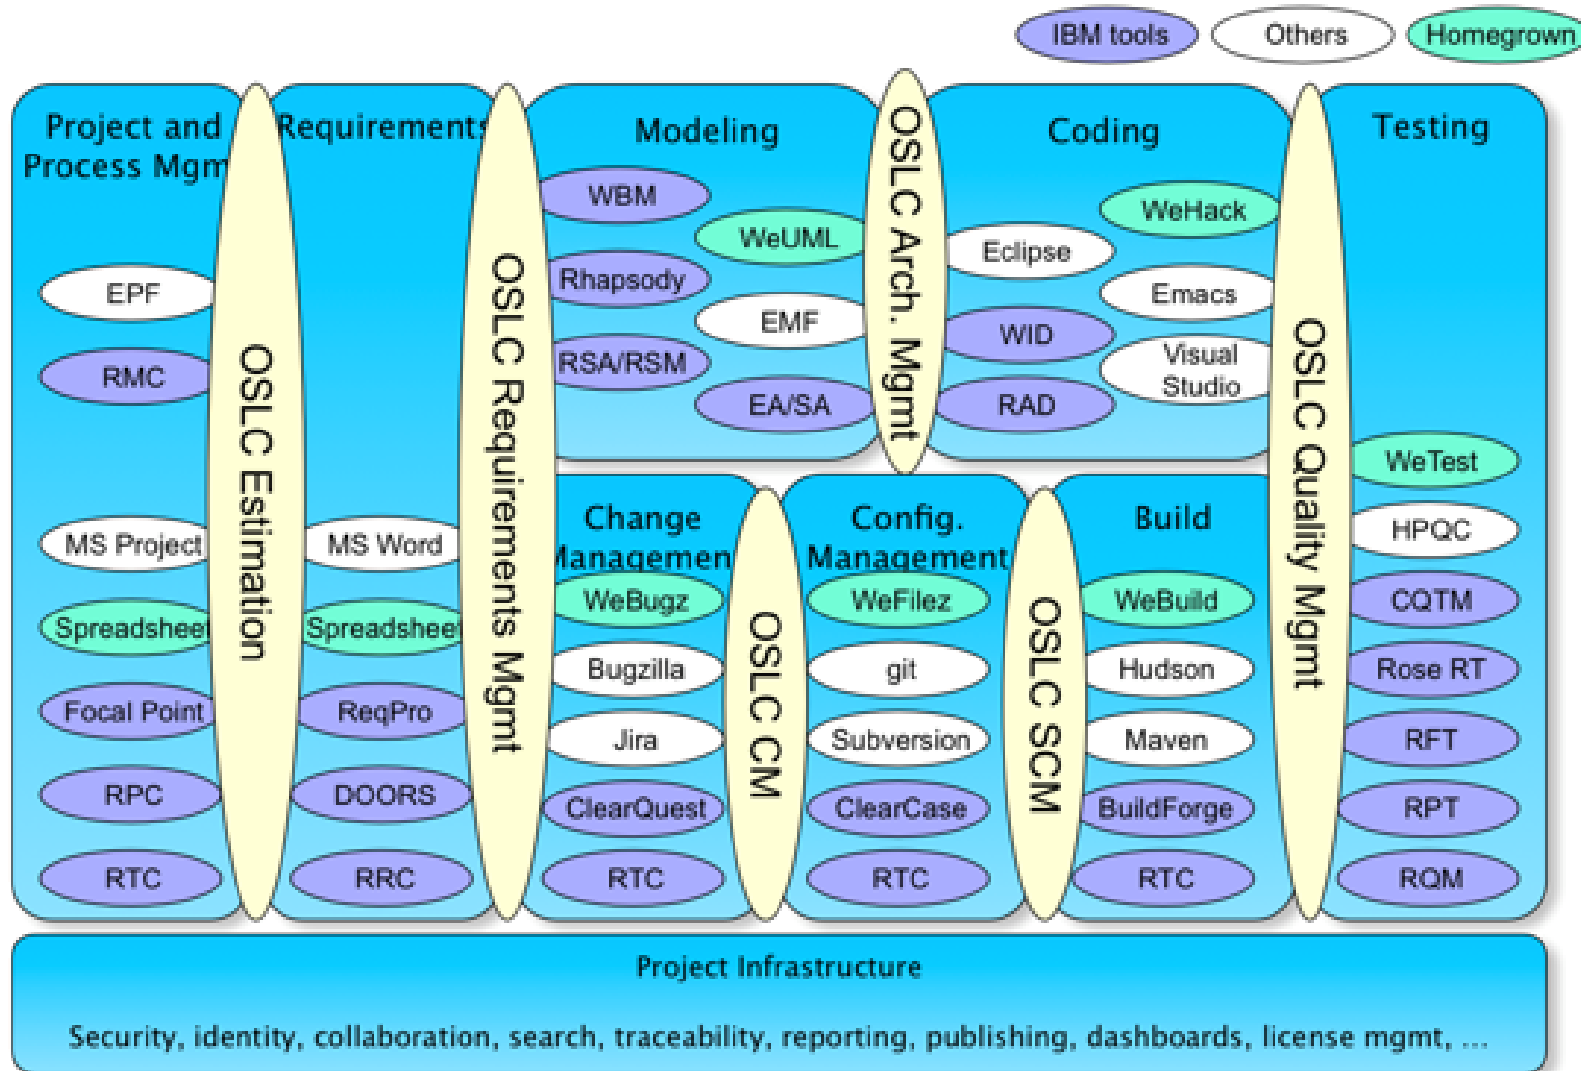 IBM tools
Others
Homegrown
Project and
Process Mgm
EPF
RMC
MS Project
Spreadsheet
Focal Point
RPC
RTC
OSLC Estimation
Requirements
MS Word
Spreadsheet
ReqPro
DOORS
RRC
OSLC Requirements Mgmt
Modeling
WBM
WeUML
Rhapsody
EMF
RSA/RSM
EA/SA
OSLC Arch. Mgmt
Coding
WeHack
Eclipse
Emacs
WID
Visual
Studio
RAD
Change
Managemen
WeBugz
Bugzilla
Jira
ClearQuest
RTC
OSLC CM
Config.
Management
WeFilez
git
Subversion
ClearCase
RTC
OSLC SCM
Build
WeBuild
Hudson
Maven
BuildForge
RTC
OSLC Quality Mgmt
Testing
WeTest
HPQC
CQTM
Rose RT
RFT
RPT
RQM
Project Infrastructure
Security, identity, collaboration, search, traceability, reporting, publishing, dashboards, license mgmt, ...